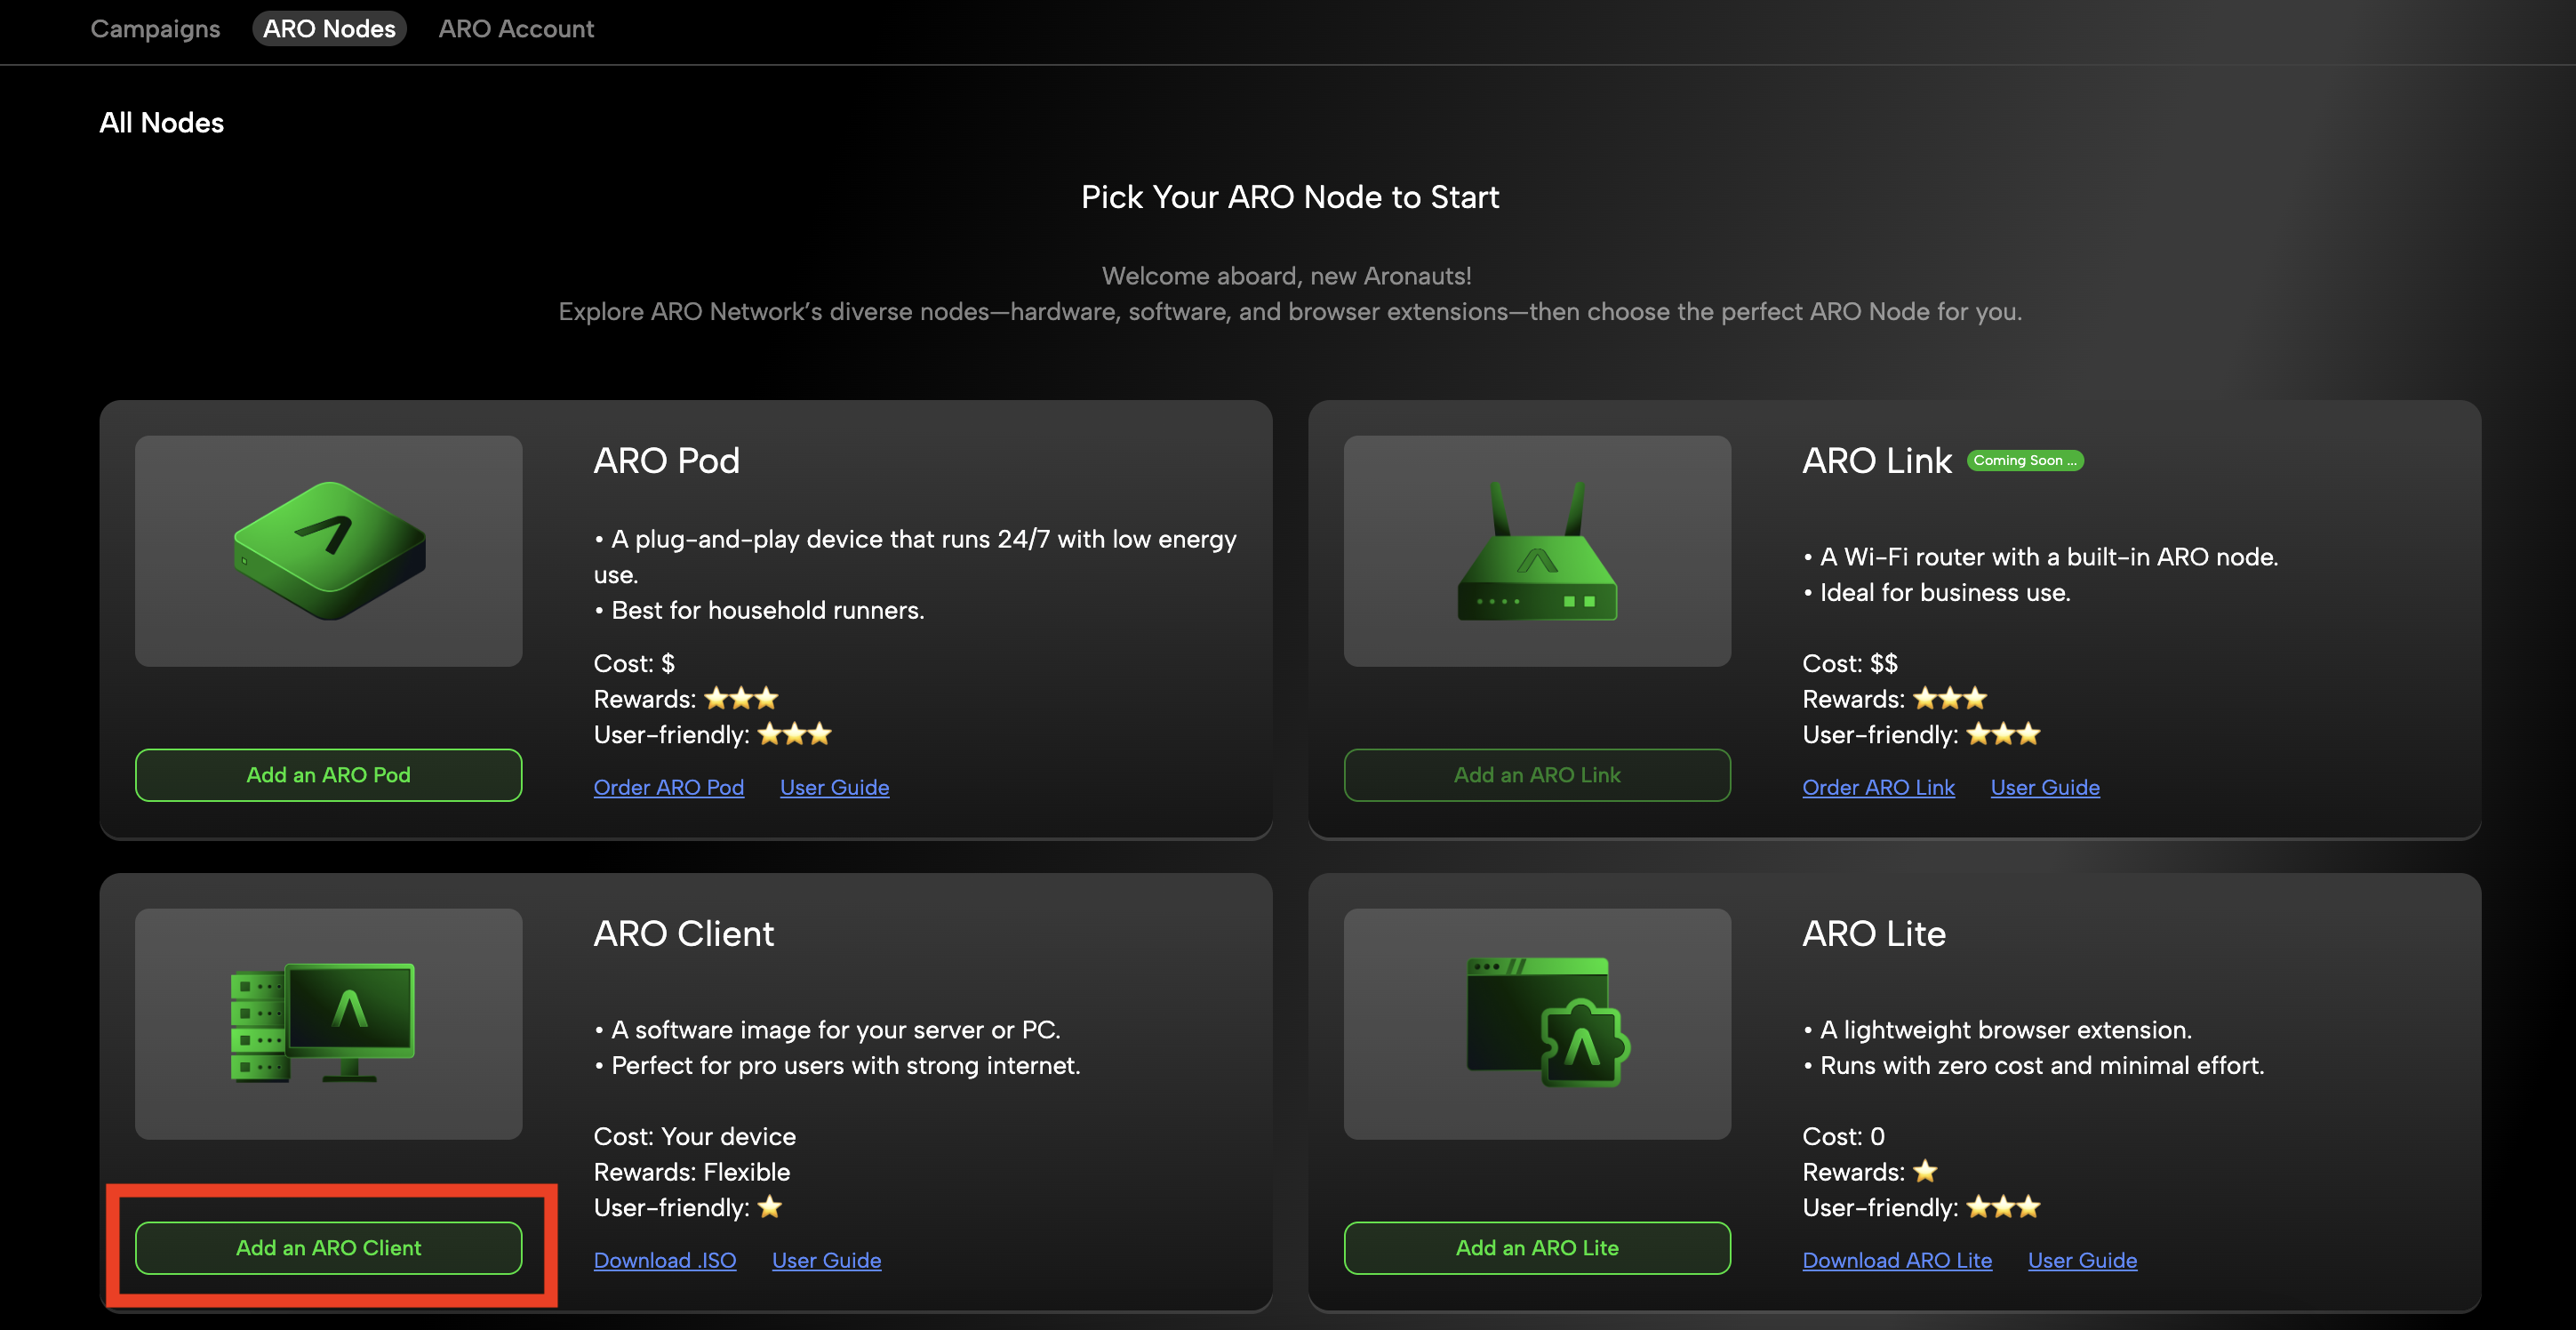 Campaigns ARO Nodes ARO Account
All Nodes
Pick Your ARO Node to Start
Welcome aboard, new Aronauts!
Explore ARO Network’s diverse nodes—hardware, software, and browser extensions—then choose the perfect ARO Node for you.
ARO Pod
• A plug-and-play device that runs 24/7 with low energy
use.
• Best for household runners.
Cost: $
Rewards: ⭐⭐⭐
User-friendly: ⭐⭐⭐
Add an ARO Pod
Order ARO Pod User Guide
ARO Link Coming Soon ...
• A Wi-Fi router with a built-in ARO node.
• Ideal for business use.
Cost: $$
Rewards: ⭐⭐⭐
User-friendly: ⭐⭐⭐
Add an ARO Link
Order ARO Link User Guide
ARO Client
• A software image for your server or PC.
• Perfect for pro users with strong internet.
Cost: Your device
Rewards: Flexible
User-friendly: ⭐
Add an ARO Client
Download .ISO User Guide
ARO Lite
• A lightweight browser extension.
• Runs with zero cost and minimal effort.
Cost: 0
Rewards: ⭐
User-friendly: ⭐⭐⭐
Add an ARO Lite
Download ARO Lite User Guide